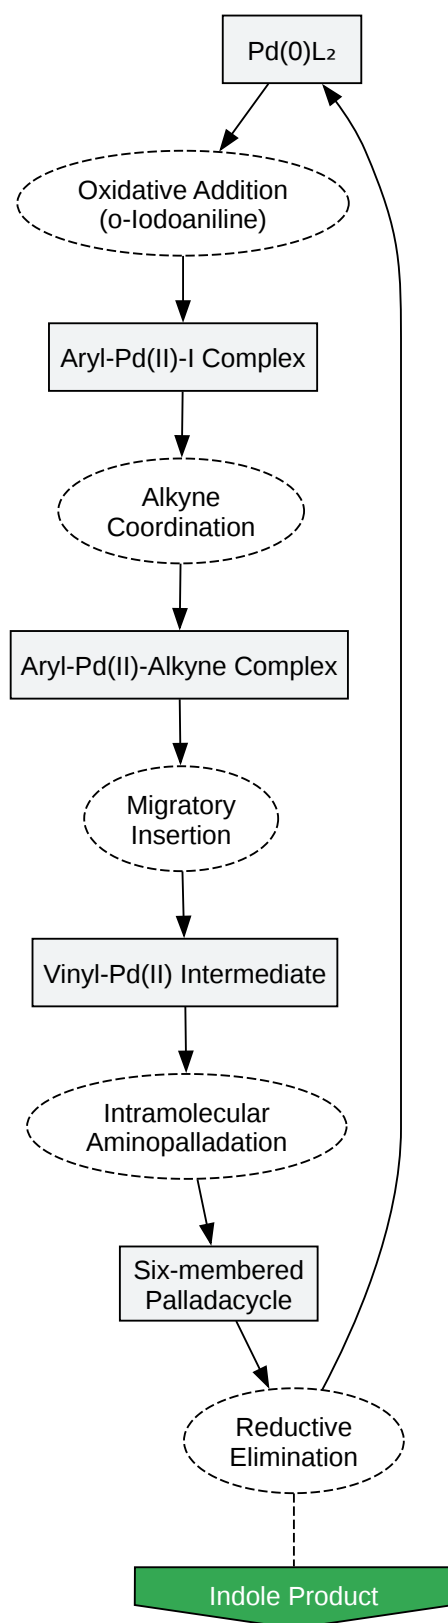 Pd(0)L₂
Oxidative Addition
(o-Iodoaniline)
Aryl-Pd(II)-I Complex
Alkyne
Coordination
Aryl-Pd(II)-Alkyne Complex
Migratory
Insertion
Vinyl-Pd(II) Intermediate
Intramolecular
Aminopalladation
Six-membered
Palladacycle
Reductive
Elimination
Indole Product